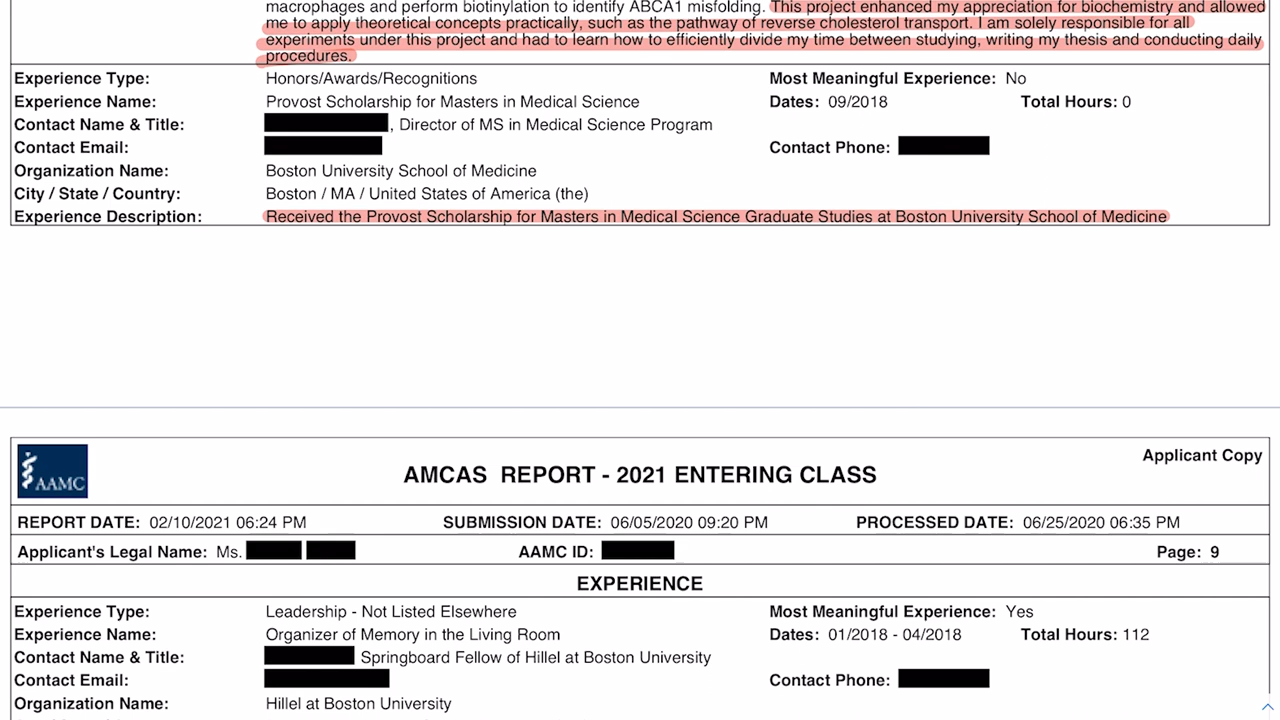 macrophages and perform biotinylation to identify ABCA1 misfolding. This project enhanced my appreciation for biochemistry and allowed
me to apply theoretical concepts practically, such as the pathway of reverse cholesterol transport. I am solely responsible for all
experiments under this project and had to learn how to efficiently divide my time between studying, writing my thesis and conducting daily
procedures.
Experience Type: Honors/Awards/Recognitions Most Meaningful Experience: No
Experience Name: Provost Scholarship for Masters in Medical Science Dates: 09/2018 Total Hours: 0
Contact Name & Title: , Director of MS in Medical Science Program
Contact Email: Contact Phone:
Organization Name: Boston University School of Medicine
City / State / Country: Boston / MA / United States of America (the)
Experience Description: Received the Provost Scholarship for Masters in Medical Science Graduate Studies at Boston University School of Medicine
Applicant Copy
AAMC
AMCAS REPORT - 2021 ENTERING CLASS
REPORT DATE: 02/10/2021 06:24 PM SUBMISSION DATE: 06/05/2020 09:20 PM PROCESSED DATE: 06/25/2020 06:35 PM
Applicant's Legal Name: Ms. AAMC ID: Page: 9
EXPERIENCE
Experience Type: Leadership - Not Listed Elsewhere Most Meaningful Experience: Yes
Experience Name: Organizer of Memory in the Living Room Dates: 01/2018 - 04/2018 Total Hours: 112
Contact Name & Title: Springboard Fellow of Hillel at Boston University
Contact Email: Contact Phone:
Organization Name: Hillel at Boston University